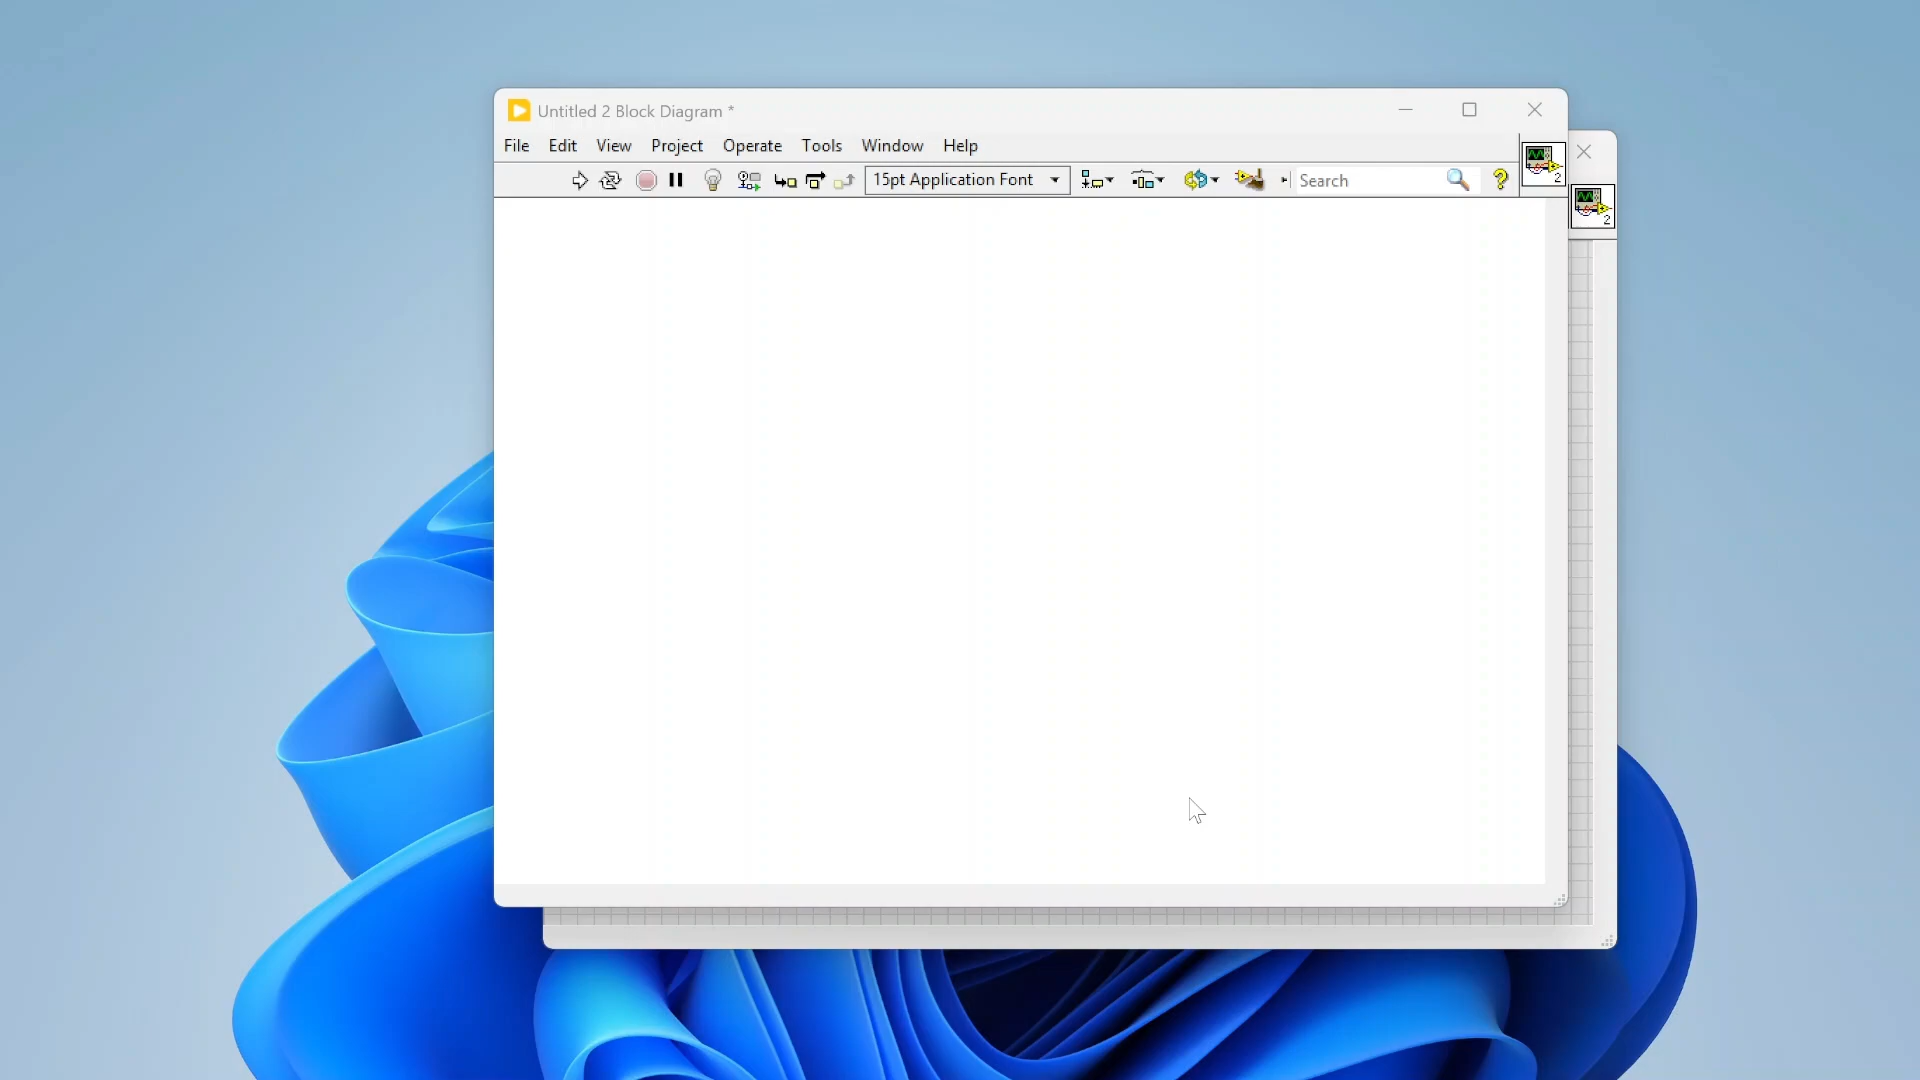 Untitled 2 Block Diagram *
File Edit View Project Operate Tools Window Help
15pt Application Font Search ?
2
2